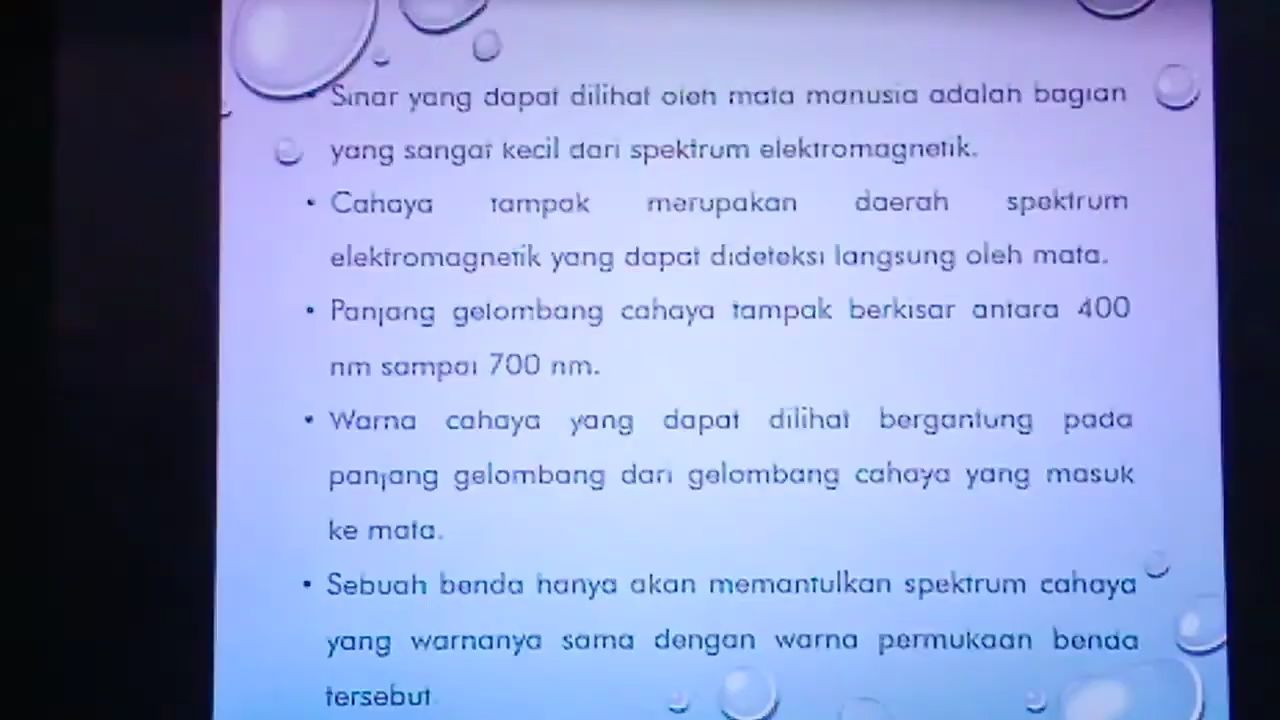 • Sinar yang dapat dilihat oleh mata manusia adalah bagian
yang sangat kecil dari spektrum elektromagnetik.
• Cahaya tampak merupakan daerah spektrum
elektromagnetik yang dapat dideteksi langsung oleh mata.
• Panjang gelombang cahaya tampak berkisar antara 400
nm sampai 700 nm.
• Warna cahaya yang dapat dilihat bergantung pada
panjang gelombang dari gelombang cahaya yang masuk
ke mata.
• Sebuah benda hanya akan memantulkan spektrum cahaya
yang warnanya sama dengan warna permukaan benda
tersebut